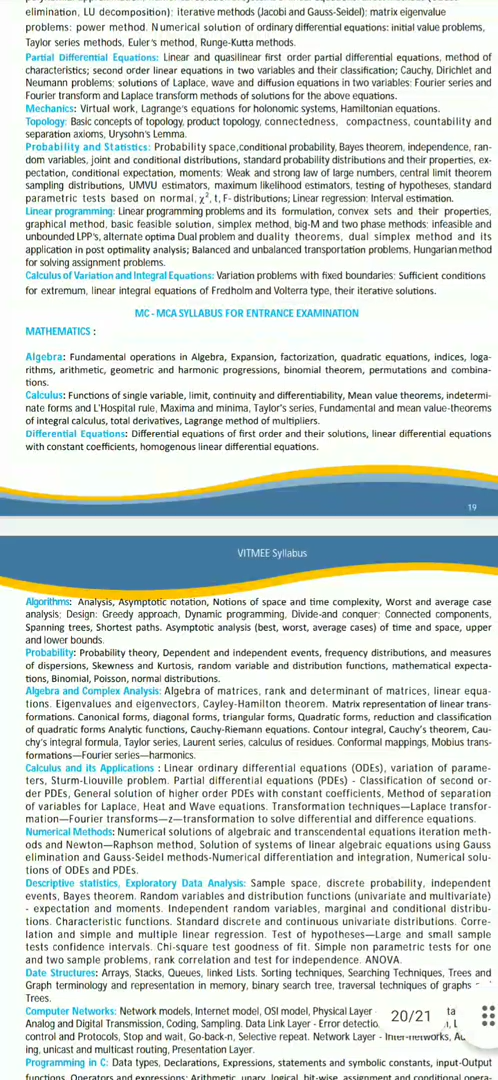 elimination, LU decomposition); iterative methods (Jacobi and Gauss-Seidel); matrix eigenvalue
problems: power method. Numerical solution of ordinary differential equations: initial value problems,
Taylor series methods, Euler's method, Runge-Kutta methods.
Partial Differential Equations: Linear and quasilinear first order partial differential equations, method of
characteristics; second order linear equations in two variables and their classification; Cauchy, Dirichlet and
Neumann problems; solutions of Laplace, wave and diffusion equations in two variables; Fourier series and
Fourier transform and Laplace transform methods of solutions for the above equations.
Mechanics: Virtual work, Lagrange's equations for holonomic systems, Hamiltonian equations.
Topology: Basic concepts of topology, product topology, connectedness, compactness, countability and
separation axioms, Urysohn's Lemma.
Probability and Statistics: Probability space,conditional probability, Bayes theorem, independence, ran-
dom variables, joint and conditional distributions, standard probability distributions and their properties, ex-
pectation, conditional expectation, moments; Weak and strong law of large numbers, central limit theorem
sampling distributions, UMVU estimators, maximum likelihood estimators, testing of hypotheses, standard
parametric tests based on normal, χ², t, F- distributions; Linear regression; Interval estimation.
Linear programming: Linear programming problems and its formulation, convex sets and their properties,
graphical method, basic feasible solution, simplex method, big-M and two phase methods; infeasible and
unbounded LPP's, alternate optima Dual problem and duality theorems, dual simplex method and its
application in post optimality analysis; Balanced and unbalanced transportation problems, Hungarian method
for solving assignment problems.
Calculus of Variation and Integral Equations: Variation problems with fixed boundaries; Sufficient conditions
for extremum, linear integral equations of Fredholm and Volterra type, their iterative solutions.
MC - MCA SYLLABUS FOR ENTRANCE EXAMINATION
MATHEMATICS :
Algebra: Fundamental operations in Algebra, Expansion, factorization, quadratic equations, indices, loga-
rithms, arithmetic, geometric and harmonic progressions, binomial theorem, permutations and combina-
tions.
Calculus: Functions of single variable, limit, continuity and differentiability, Mean value theorems, indetermi-
nate forms and L'Hospital rule, Maxima and minima, Taylor's series, Fundamental and mean value-theorems
of integral calculus, total derivatives, Lagrange method of multipliers.
Differential Equations: Differential equations of first order and their solutions, linear differential equations
with constant coefficients, homogenous linear differential equations.
19
VITMEE Syllabus
Algorithms: Analysis, Asymptotic notation, Notions of space and time complexity, Worst and average case
analysis; Design: Greedy approach, Dynamic programming, Divide-and conquer; Connected components,
Spanning trees, Shortest paths. Asymptotic analysis (best, worst, average cases) of time and space, upper
and lower bounds.
Probability: Probability theory, Dependent and independent events, frequency distributions, and measures
of dispersions, Skewness and Kurtosis, random variable and distribution functions, mathematical expecta-
tions, Binomial, Poisson, normal distributions.
Algebra and Complex Analysis: Algebra of matrices, rank and determinant of matrices, linear equa-
tions. Eigenvalues and eigenvectors, Cayley-Hamilton theorem. Matrix representation of linear trans-
formations. Canonical forms, diagonal forms, triangular forms, Quadratic forms, reduction and classification
of quadratic forms Analytic functions, Cauchy-Riemann equations. Contour integral, Cauchy's theorem, Cau-
chy's integral formula, Taylor series, Laurent series, calculus of residues. Conformal mappings, Mobius trans-
formations—Fourier series—harmonics.
Calculus and its Applications : Linear ordinary differential equations (ODEs), variation of parame-
ters, Sturm-Liouville problem. Partial differential equations (PDEs) - Classification of second or-
der PDEs, General solution of higher order PDEs with constant coefficients, Method of separation
of variables for Laplace, Heat and Wave equations. Transformation techniques—Laplace transfor-
mation—Fourier transforms—z—transformation to solve differential and difference equations.
Numerical Methods: Numerical solutions of algebraic and transcendental equations iteration meth-
ods and Newton—Raphson method, Solution of systems of linear algebraic equations using Gauss
elimination and Gauss-Seidel methods-Numerical differentiation and integration, Numerical solu-
tions of ODEs and PDEs.
Descriptive statistics, Exploratory Data Analysis: Sample space, discrete probability, independent
events, Bayes theorem. Random variables and distribution functions (univariate and multivariate)
- expectation and moments. Independent random variables, marginal and conditional distribu-
tions. Characteristic functions. Standard discrete and continuous univariate distributions. Corre-
lation and simple and multiple linear regression. Test of hypotheses—Large and small sample
tests confidence intervals. Chi-square test goodness of fit. Simple non parametric tests for one
and two sample problems, rank correlation and test for independence. ANOVA.
Date Structures: Arrays, Stacks, Queues, linked Lists. Sorting techniques, Searching Techniques, Trees and
Graph terminology and representation in memory, binary search tree, traversal techniques of graphs
Trees.
Computer Networks: Network models, Internet model, OSI model, Physical Layer
Analog and Digital Transmission, Coding, Sampling. Data Link Layer - Error
20/21
control and Protocols, Stop and wait, Go-back-n, Selective repeat. Network Layer - Inter-networks,
ing, unicast and multicast routing, Presentation Layer.
Programming in C: Data types, Declarations, Expressions, statements and symbolic constants, input-Output
functions, Operators and expressions: Arithmetic, unary, logical, bit-wise, assignment and conditional